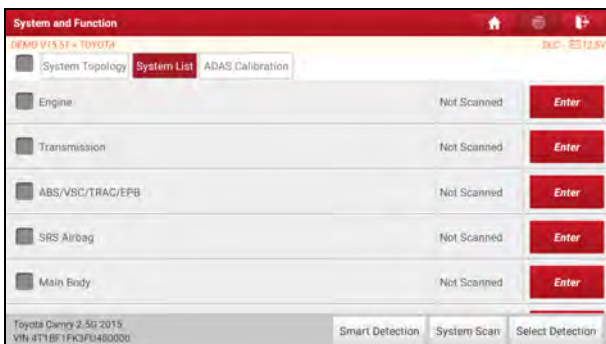 System and Function
DEMO V15.51 > TOYOTA
DLC 12.5V
System Topology System List ADAS Calibration
Engine Not Scanned Enter
Transmission Not Scanned Enter
ABS/VSC/TRAC/EPB Not Scanned Enter
SRS Airbag Not Scanned Enter
Main Body Not Scanned Enter
Toyota Camry 2.5G 2015
VIN 4T1BF1FK3FU480000
Smart Detection System Scan Select Detection